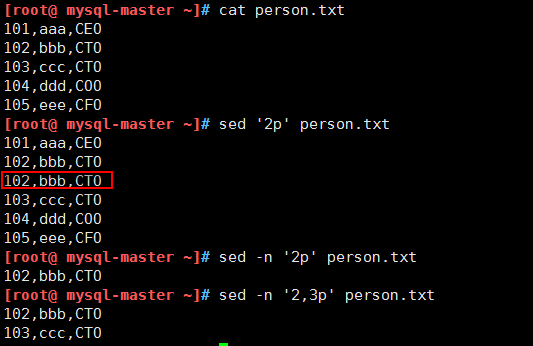 [root@ mysql-master ~]# cat person.txt
101,aaa,CEO
102,bbb,CTO
103,ccc,CTO
104,ddd,COO
105,eee,CFO
[root@ mysql-master ~]# sed '2p' person.txt
101,aaa,CEO
102,bbb,CTO
102,bbb,CTO
103,ccc,CTO
104,ddd,COO
105,eee,CFO
[root@ mysql-master ~]# sed -n '2p' person.txt
102,bbb,CTO
[root@ mysql-master ~]# sed -n '2,3p' person.txt
102,bbb,CTO
103,ccc,CTO